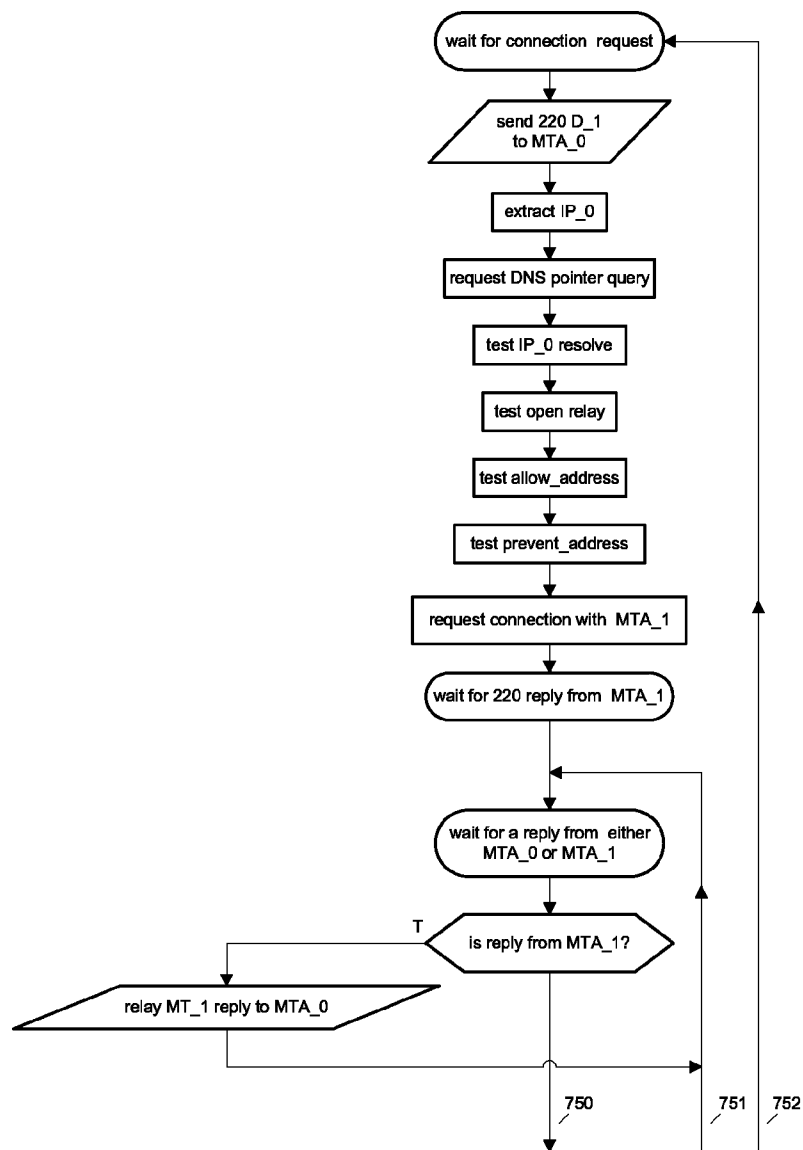 wait for connection request
send 220 D_1
to MTA_0
extract IP_0
request DNS pointer query
test IP_0 resolve
test open relay
test allow_address
test prevent_address
request connection with MTA_1
wait for 220 reply from MTA_1
wait for a reply from either
MTA_0 or MTA_1
T
is reply from MTA_1?
relay MT_1 reply to MTA_0
750
751
752